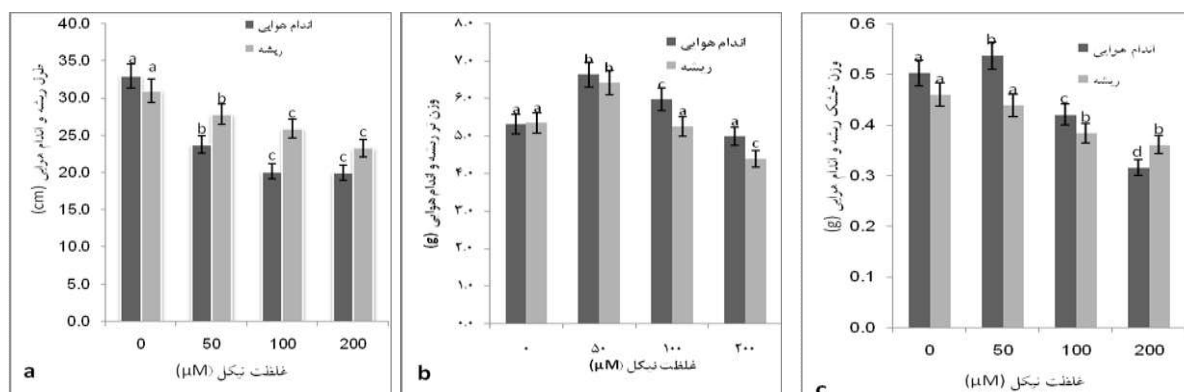 40.0
35.0
30.0
25.0
20.0
15.0
10.0
5.0
0.0
طول ریشه و اندام هوایی (cm)
اندام هوایی
ریشه
a
a
b
b
c
c
c
c
0 50 100 200
غلظت نیکل (μM)
a
۸.۰
۷.۰
۶.۰
۵.۰
۴.۰
۳.۰
۲.۰
۱.۰
۰.۰
وزن تر ریشه و اندام هوایی (g)
اندام هوایی
ریشه
a
a
b
b
c
a
a
c
۰ ۵۰ ۱۰۰ ۲۰۰
غلظت نیکل (μM)
b
0.6
0.5
0.4
0.3
0.2
0.1
0.0
وزن خشک ریشه و اندام هوایی (g)
اندام هوایی
ریشه
a
a
b
a
c
b
d
b
0 50 100 200
غلظت نیکل (μM)
c